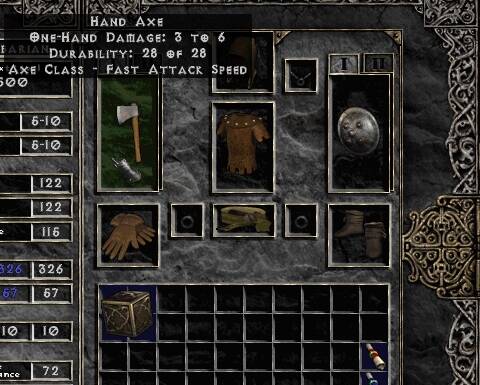 Hand Axe
One-Hand Damage: 3 to 6
Durability: 28 of 28
Axe Class - Fast Attack Speed
500
I
II
5-10
5-10
122
122
115
326 326
57 57
10 10
72